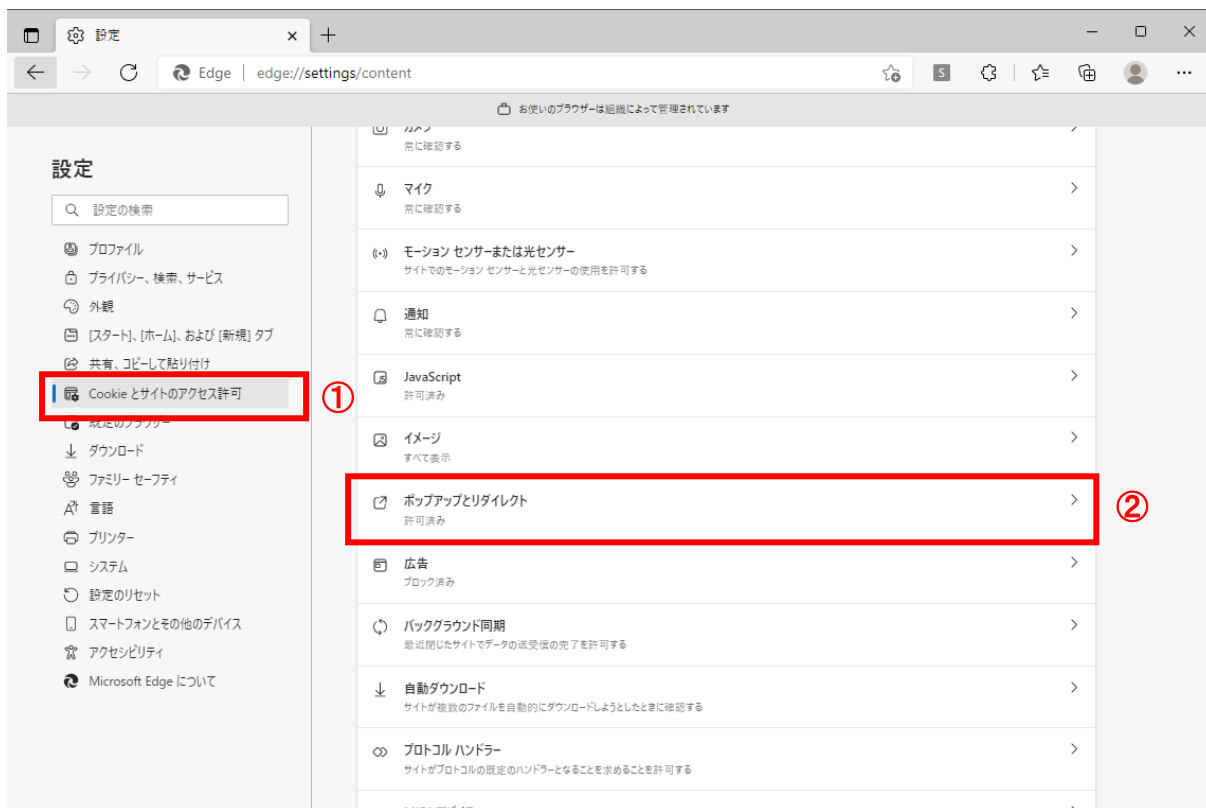 設定
Edge
edge://settings/content
S
お使いのブラウザーは組織によって管理されています
設定
設定の検索
プロファイル
プライバシー、検索、サービス
外観
[スタート]、[ホーム]、および [新規] タブ
共有、コピーして貼り付け
Cookie とサイトのアクセス許可
①
既定のブラウザー
ダウンロード
ファミリー セーフティ
言語
プリンター
システム
設定のリセット
スマートフォンとその他のデバイス
アクセシビリティ
Microsoft Edge について
カメラ
常に確認する
マイク
常に確認する
モーション センサーまたは光センサー
サイトでのモーション センサーと光センサーの使用を許可する
通知
常に確認する
JavaScript
許可済み
イメージ
すべて表示
ポップアップとリダイレクト
許可済み
②
広告
ブロック済み
バックグラウンド同期
最近閉じたサイトでデータの送受信の完了を許可する
自動ダウンロード
サイトが複数のファイルを自動的にダウンロードしようとしたときに確認する
プロトコル ハンドラー
サイトがプロトコルの既定のハンドラーとなることを求めることを許可する